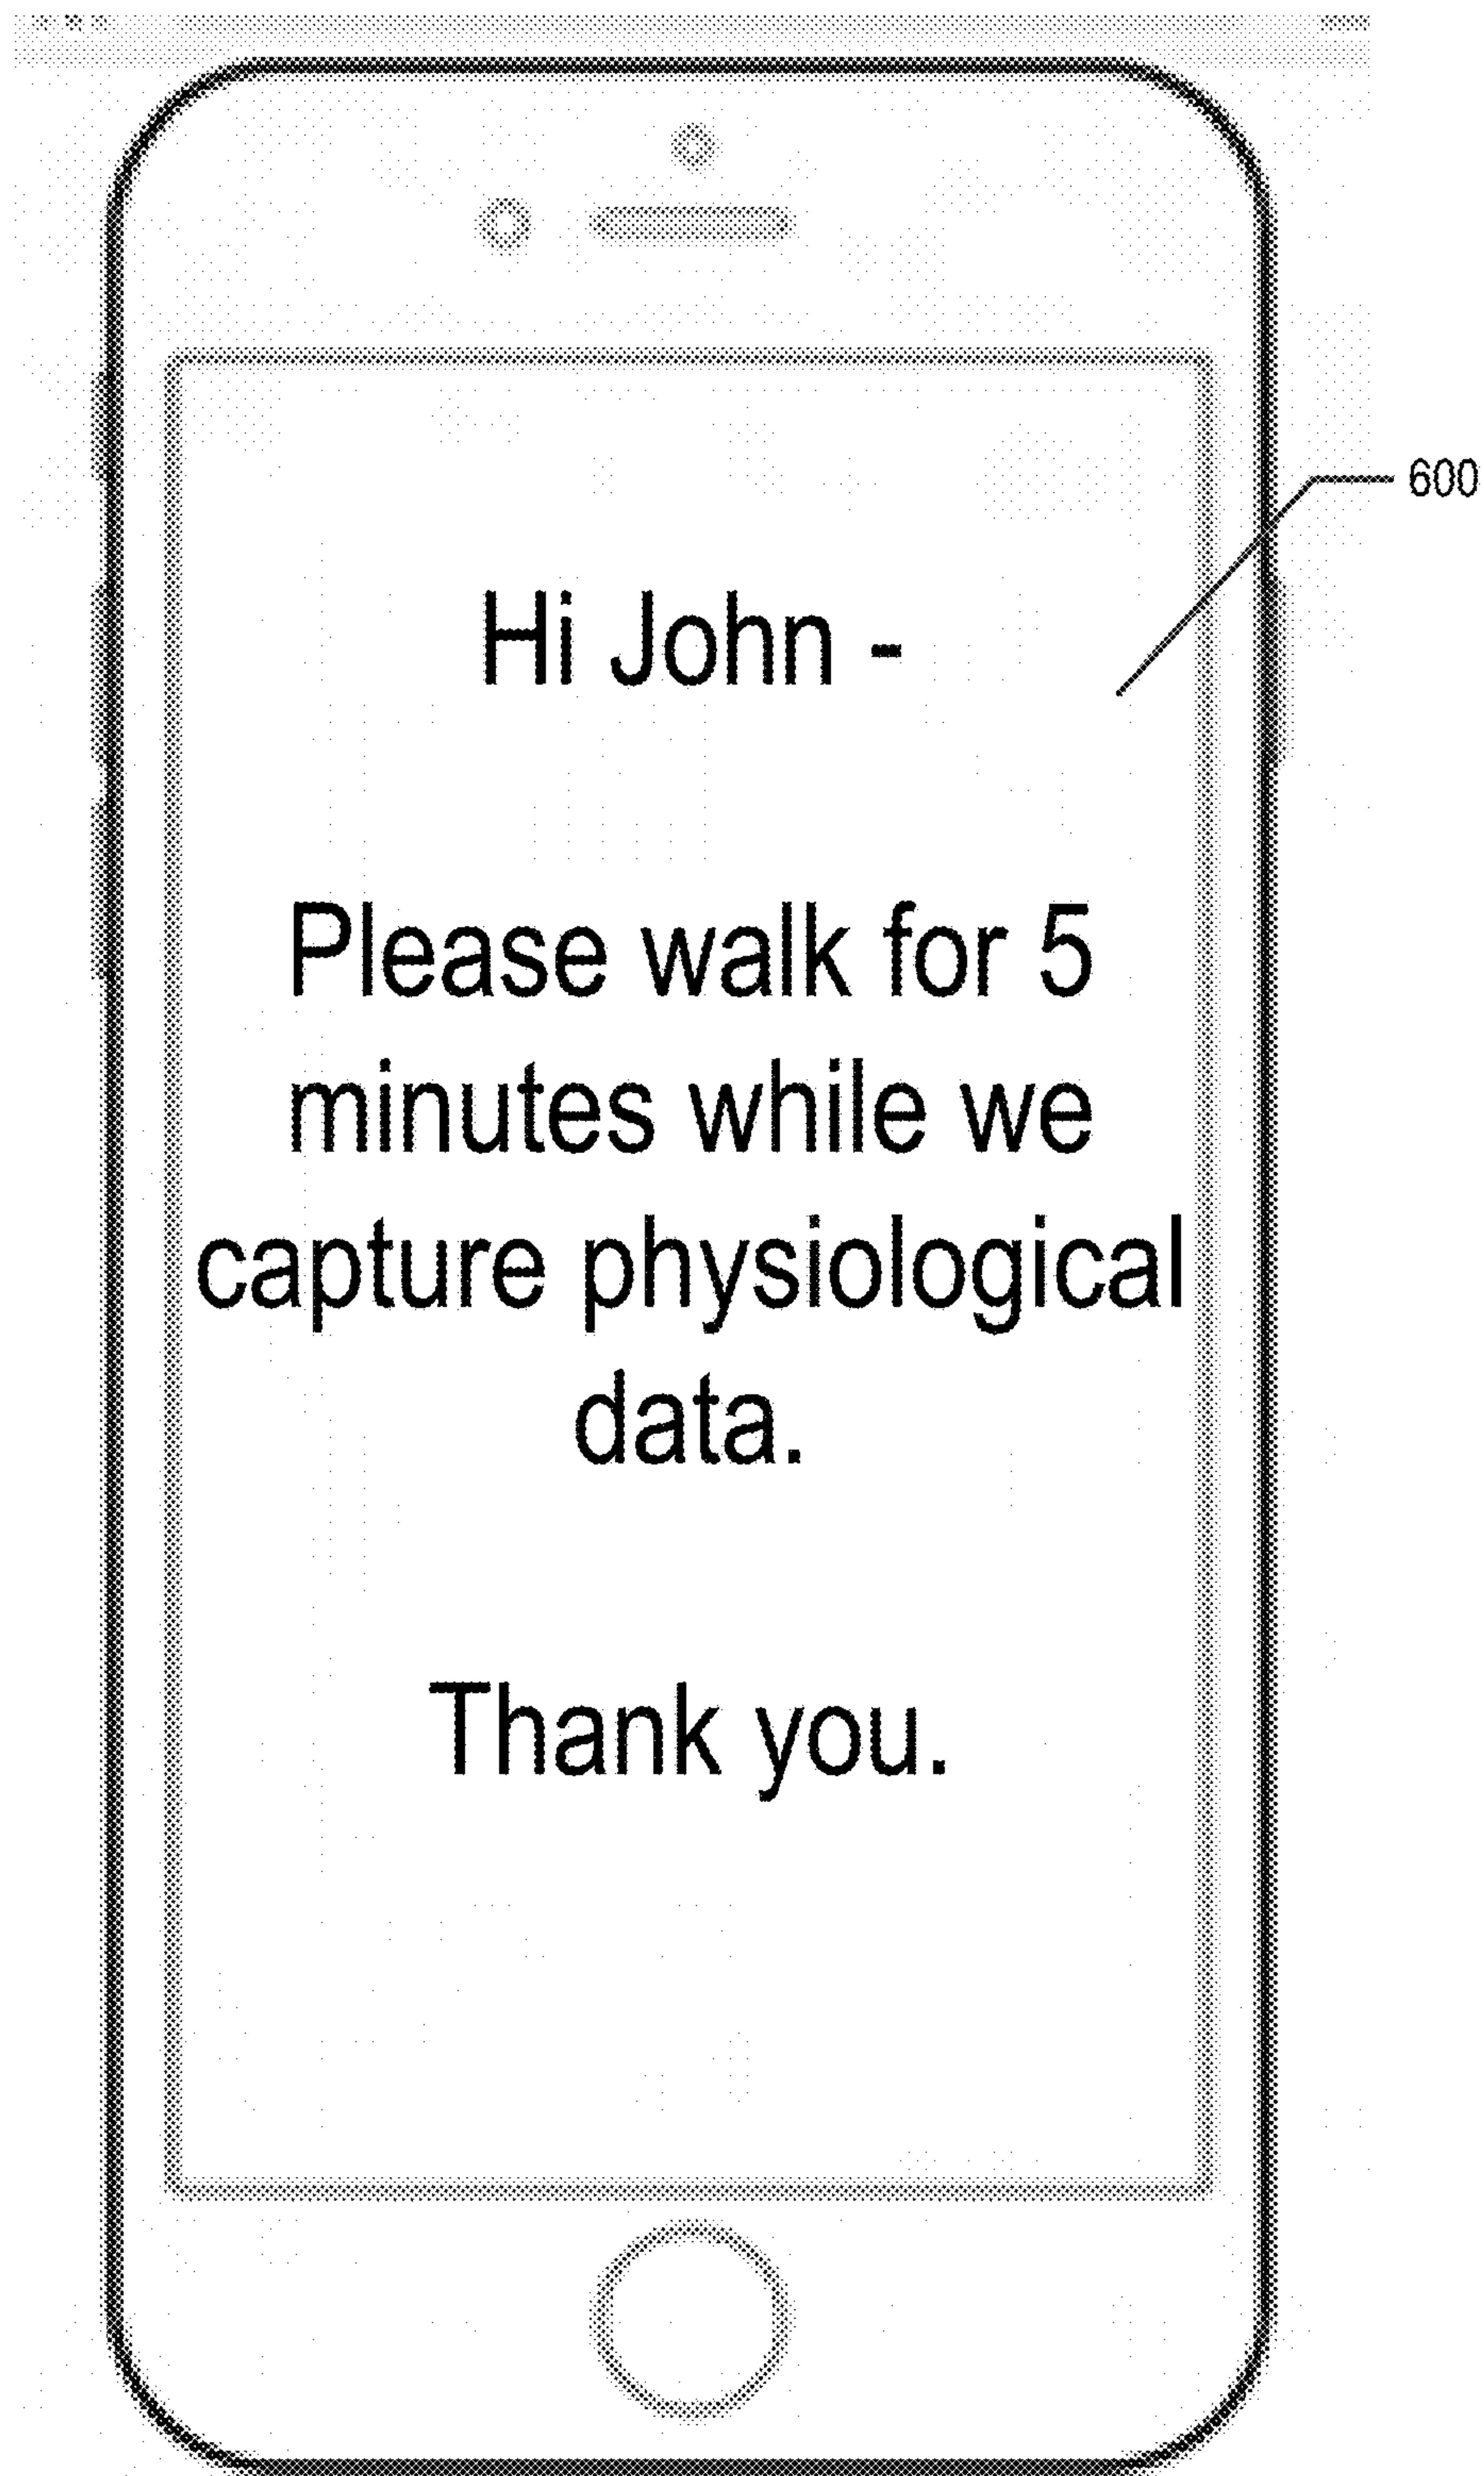 600
Hi John -
Please walk for 5
minutes while we
capture physiological
data.
Thank you.